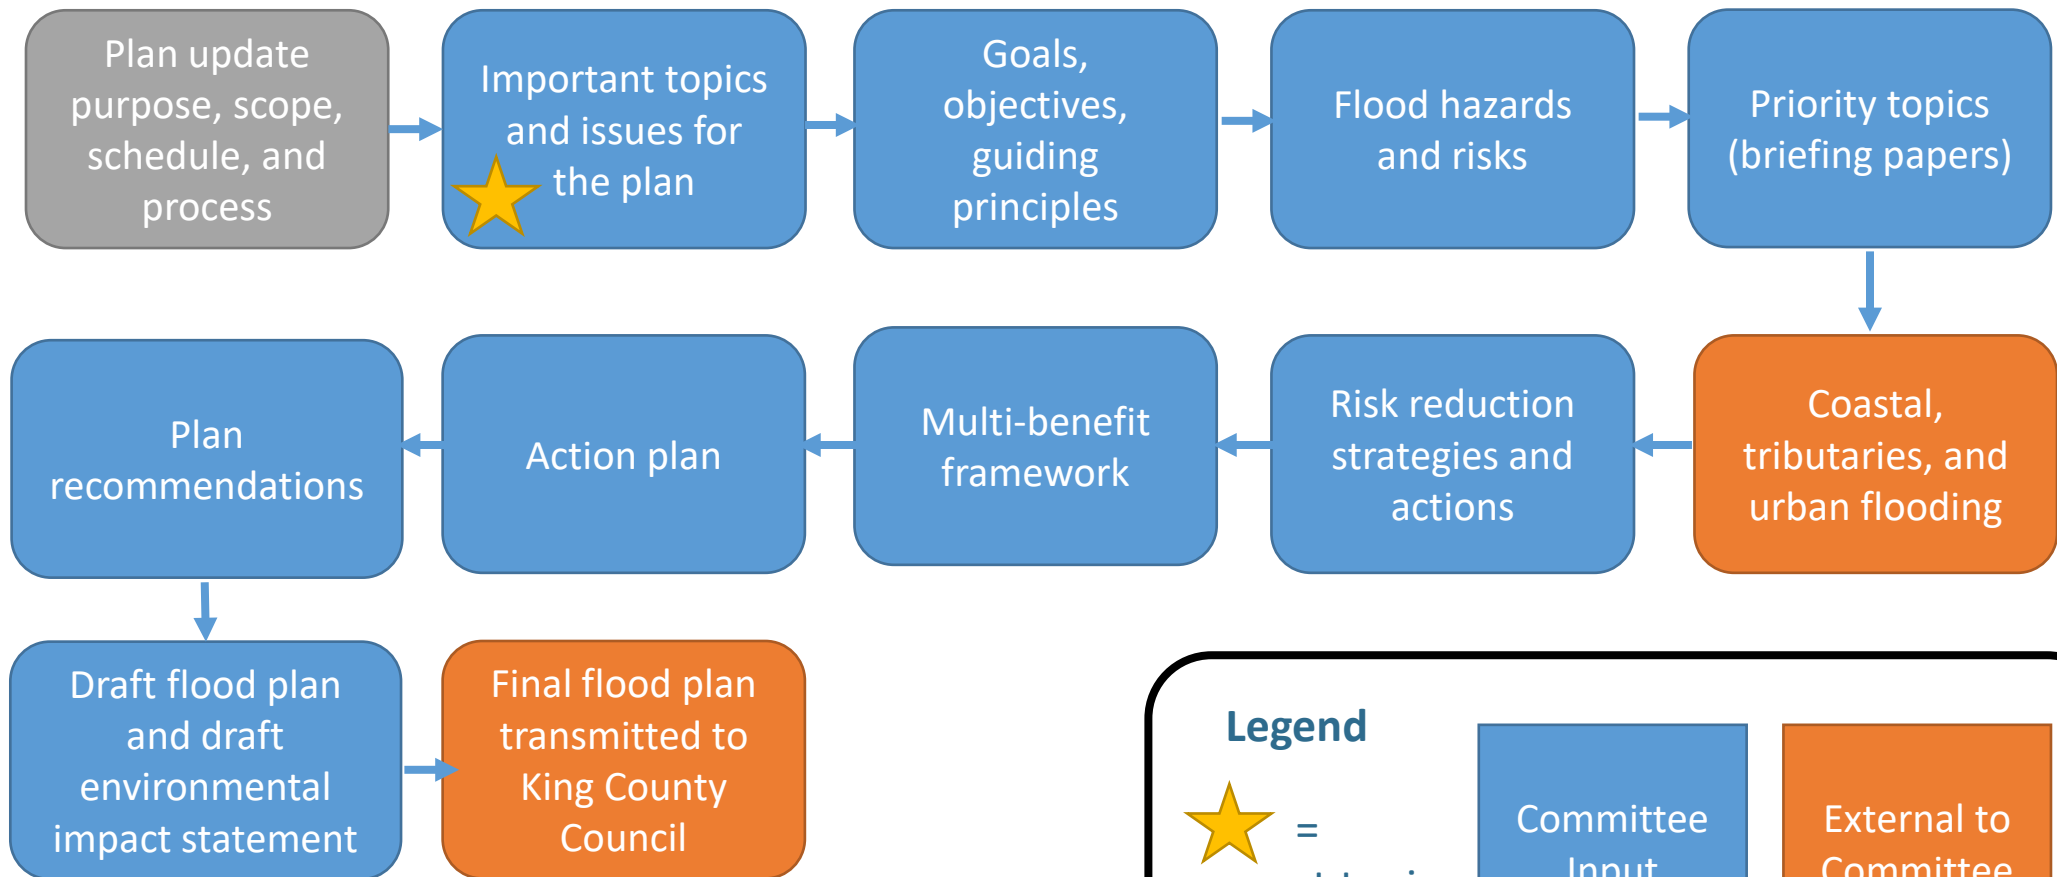 Plan update
purpose, scope,
schedule, and
process
Important topics
and issues for
the plan
Goals,
objectives,
guiding
principles
Flood hazards
and risks
Priority topics
(briefing papers)
Coastal,
tributaries, and
urban flooding
Risk reduction
strategies and
actions
Multi-benefit
framework
Action plan
Plan
recommendations
Draft flood plan
and draft
environmental
impact statement
Final flood plan
transmitted to
King County
Council
Legend
=
Committee
Input
External to
Committee